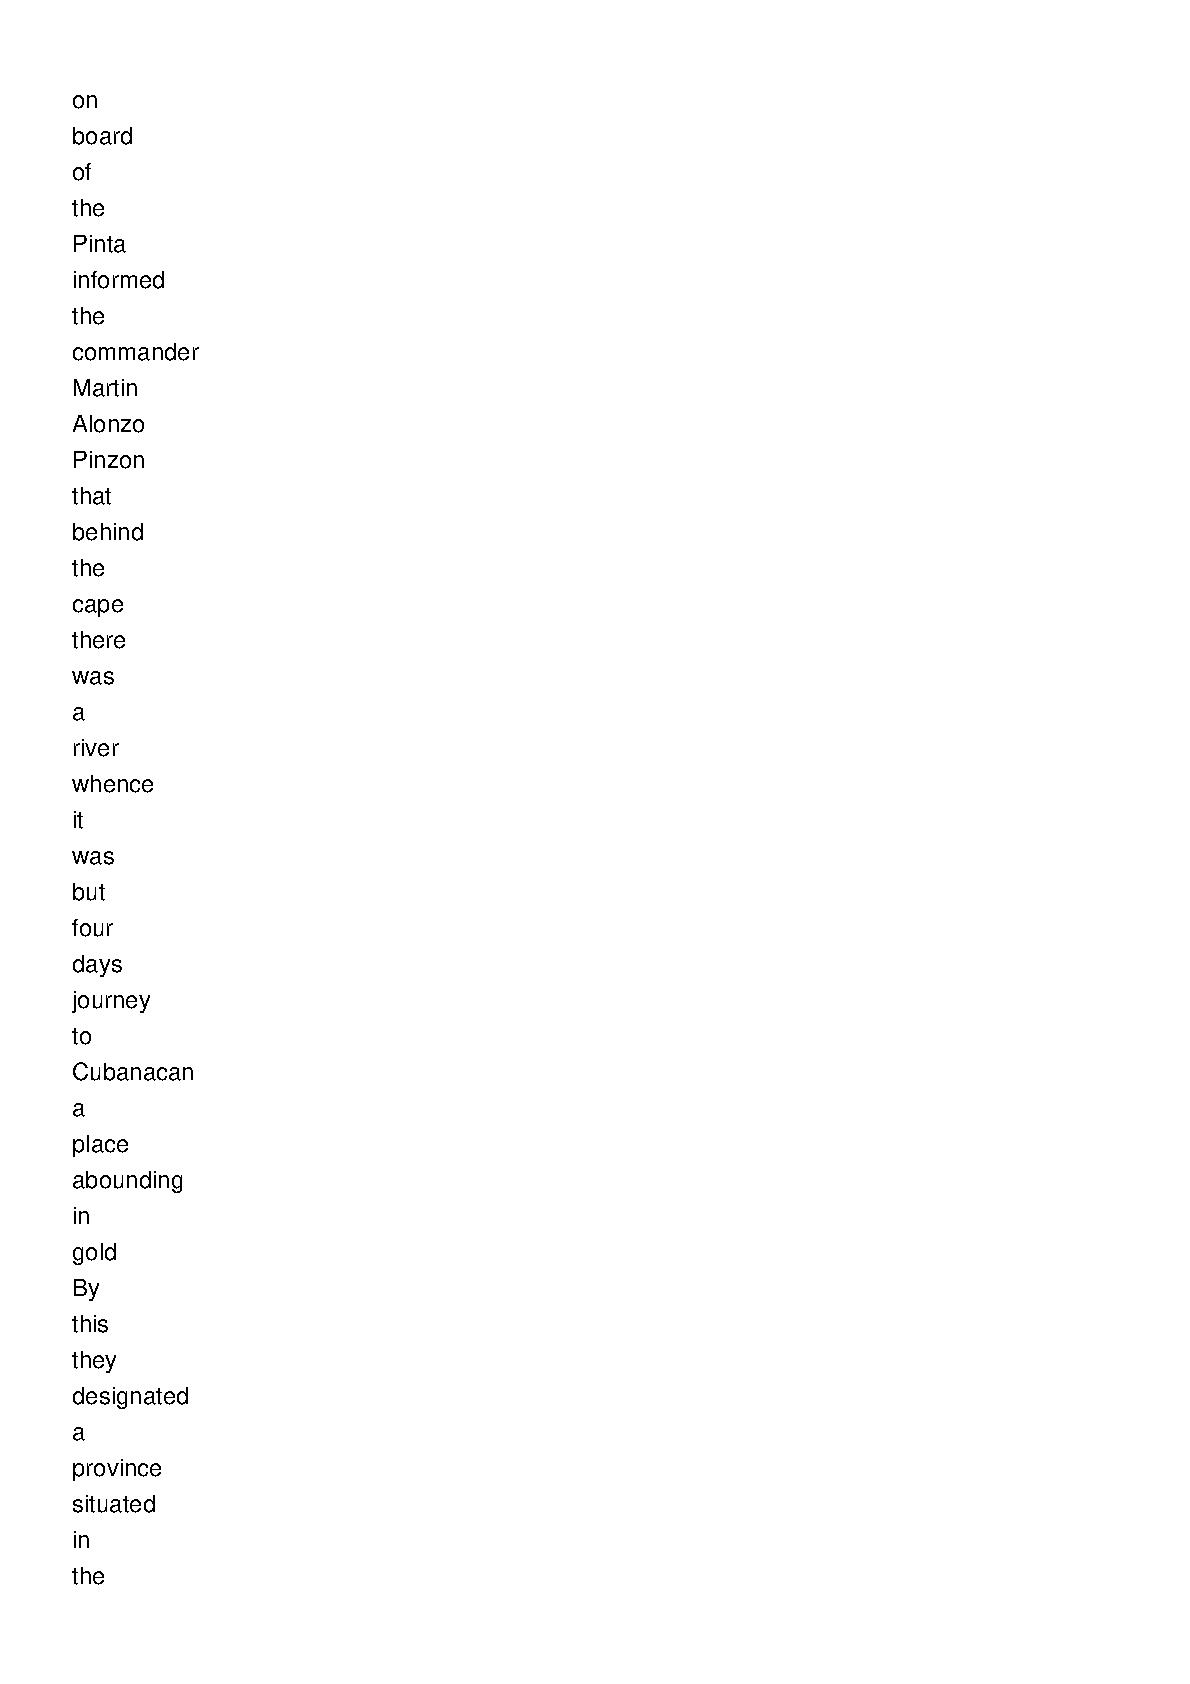 on
board
of
the
Pinta
informed
the
commander
Martin
Alonzo
Pinzon
that
behind
the
cape
there
was
a
river
whence
it
was
but
four
days
journey
to
Cubanacan
a
place
abounding
in
gold
By
this
they
designated
a
province
situated
in
the